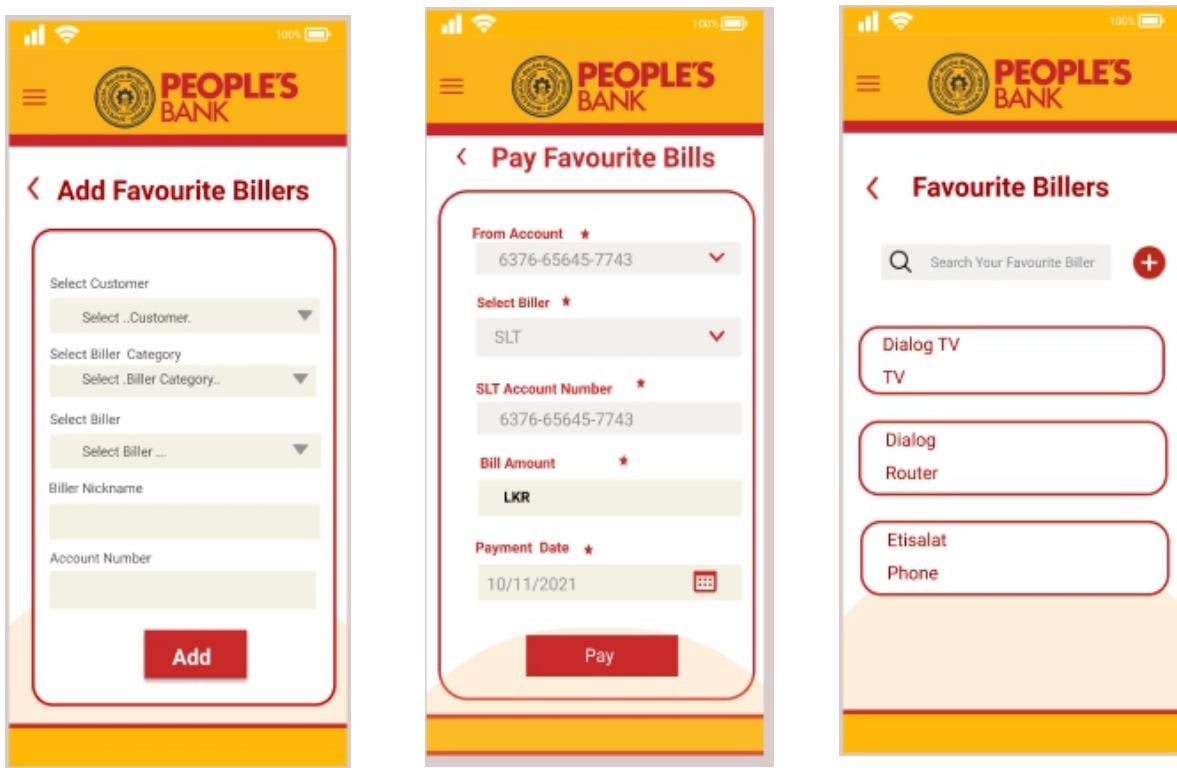 100%
PEOPLE'S
BANK
Add Favourite Billers
Select Customer
Select ..Customer.
Select Biller Category
Select .Biller Category..
Select Biller
Select Biller ...
Biller Nickname
Account Number
Add
100%
PEOPLE'S
BANK
Pay Favourite Bills
From Account ★
6376-65645-7743
Select Biller ★
SLT
SLT Account Number ★
6376-65645-7743
Bill Amount ★
LKR
Payment Date ★
10/11/2021
Pay
100%
PEOPLE'S
BANK
Favourite Billers
Search Your Favourite Biller
Dialog TV
TV
Dialog
Router
Etisalat
Phone